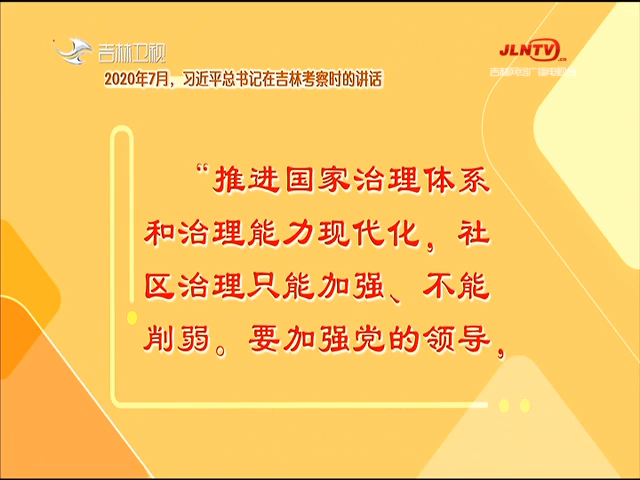 吉林卫视
JLNTV.cn
2020年7月，习近平总书记在吉林考察时的讲话
“推进国家治理体系
和治理能力现代化，社
区治理只能加强、不能
削弱。要加强党的领导，